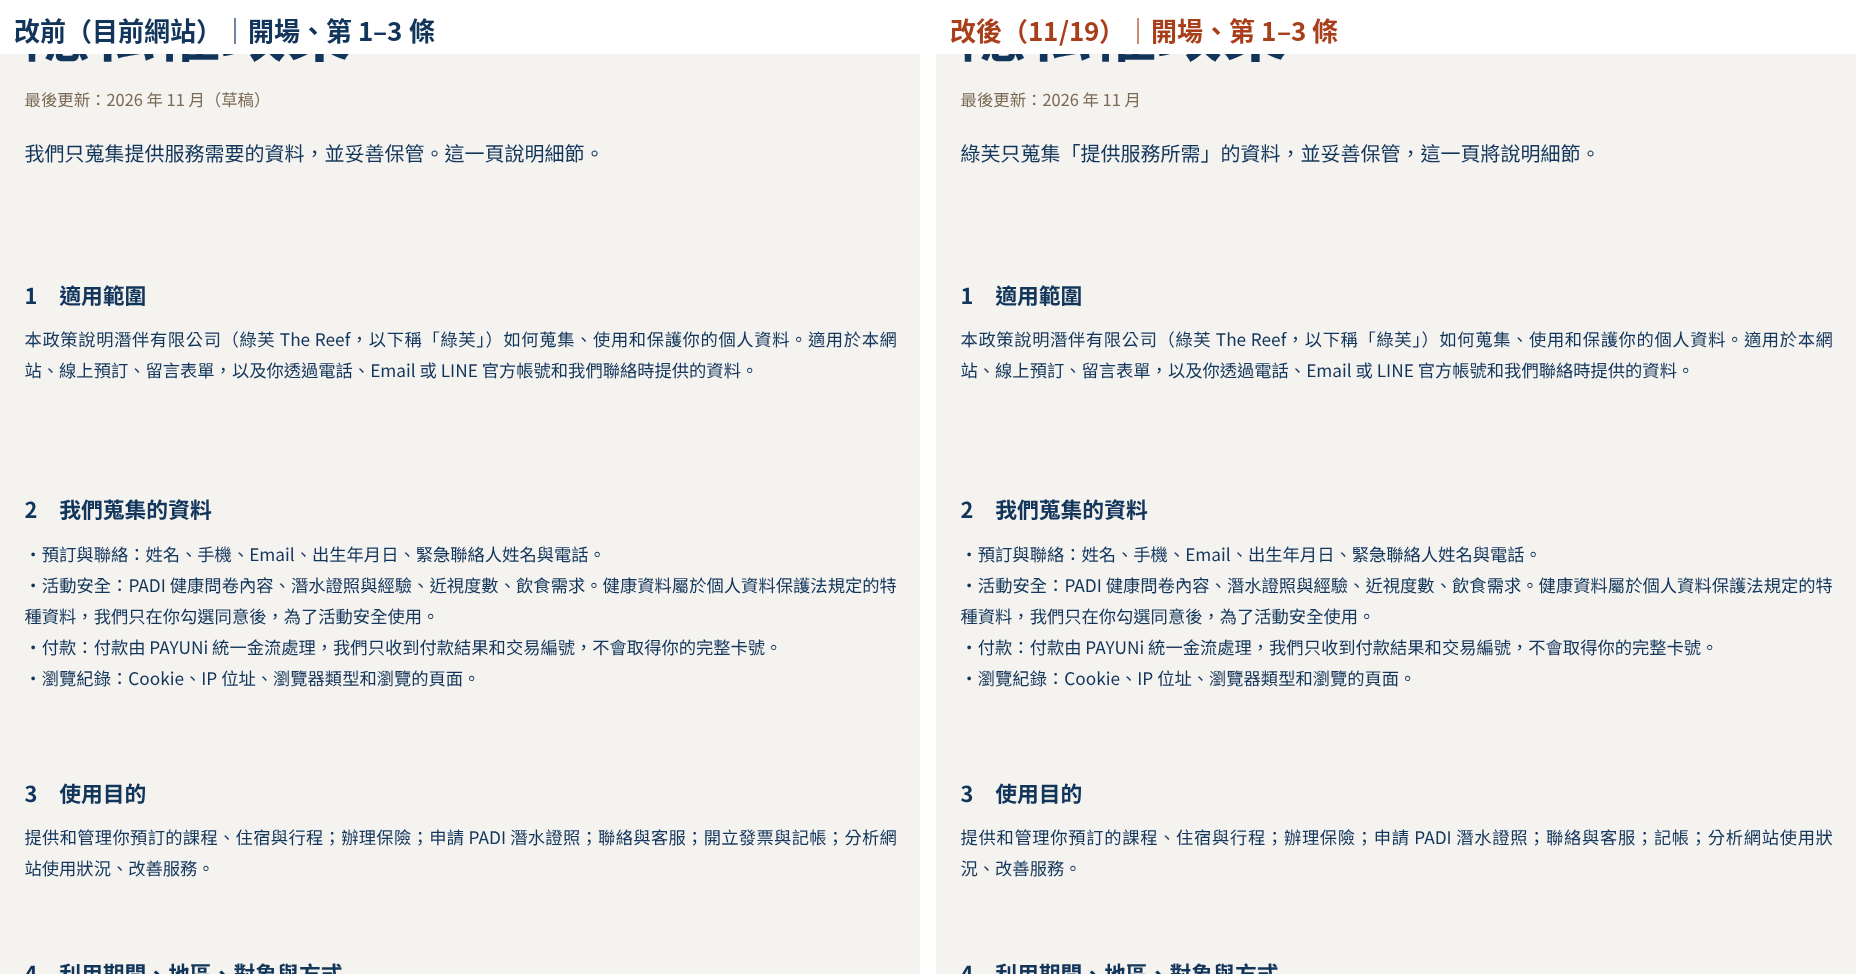 改前（目前網站）｜開場、第 1–3 條
最後更新：2026 年 11 月（草稿）
我們只蒐集提供服務需要的資料，並妥善保管。這一頁說明細節。
1 適用範圍
本政策說明潛伴有限公司（綠芙 The Reef，以下稱「綠芙」）如何蒐集、使用和保護你的個人資料。適用於本網
站、線上預訂、留言表單，以及你透過電話、Email 或 LINE 官方帳號和我們聯絡時提供的資料。
2 我們蒐集的資料
・預訂與聯絡：姓名、手機、Email、出生年月日、緊急聯絡人姓名與電話。
・活動安全：PADI 健康問卷內容、潛水證照與經驗、近視度數、飲食需求。健康資料屬於個人資料保護法規定的特
種資料，我們只在你勾選同意後，為了活動安全使用。
・付款：付款由 PAYUNi 統一金流處理，我們只收到付款結果和交易編號，不會取得你的完整卡號。
・瀏覽紀錄：Cookie、IP 位址、瀏覽器類型和瀏覽的頁面。
3 使用目的
提供和管理你預訂的課程、住宿與行程；辦理保險；申請 PADI 潛水證照；聯絡與客服；開立發票與記帳；分析網
站使用狀況、改善服務。
4 利用期間、地區、對象與方式
改後（11/19）｜開場、第 1–3 條
最後更新：2026 年 11 月
綠芙只蒐集「提供服務所需」的資料，並妥善保管，這一頁將說明細節。
1 適用範圍
本政策說明潛伴有限公司（綠芙 The Reef，以下稱「綠芙」）如何蒐集、使用和保護你的個人資料。適用於本網
站、線上預訂、留言表單，以及你透過電話、Email 或 LINE 官方帳號和我們聯絡時提供的資料。
2 我們蒐集的資料
・預訂與聯絡：姓名、手機、Email、出生年月日、緊急聯絡人姓名與電話。
・活動安全：PADI 健康問卷內容、潛水證照與經驗、近視度數、飲食需求。健康資料屬於個人資料保護法規定的特
種資料，我們只在你勾選同意後，為了活動安全使用。
・付款：付款由 PAYUNi 統一金流處理，我們只收到付款結果和交易編號，不會取得你的完整卡號。
・瀏覽紀錄：Cookie、IP 位址、瀏覽器類型和瀏覽的頁面。
3 使用目的
提供和管理你預訂的課程、住宿與行程；辦理保險；申請 PADI 潛水證照；聯絡與客服；記帳；分析網站使用狀
況、改善服務。
4 利用期間、地區、對象與方式